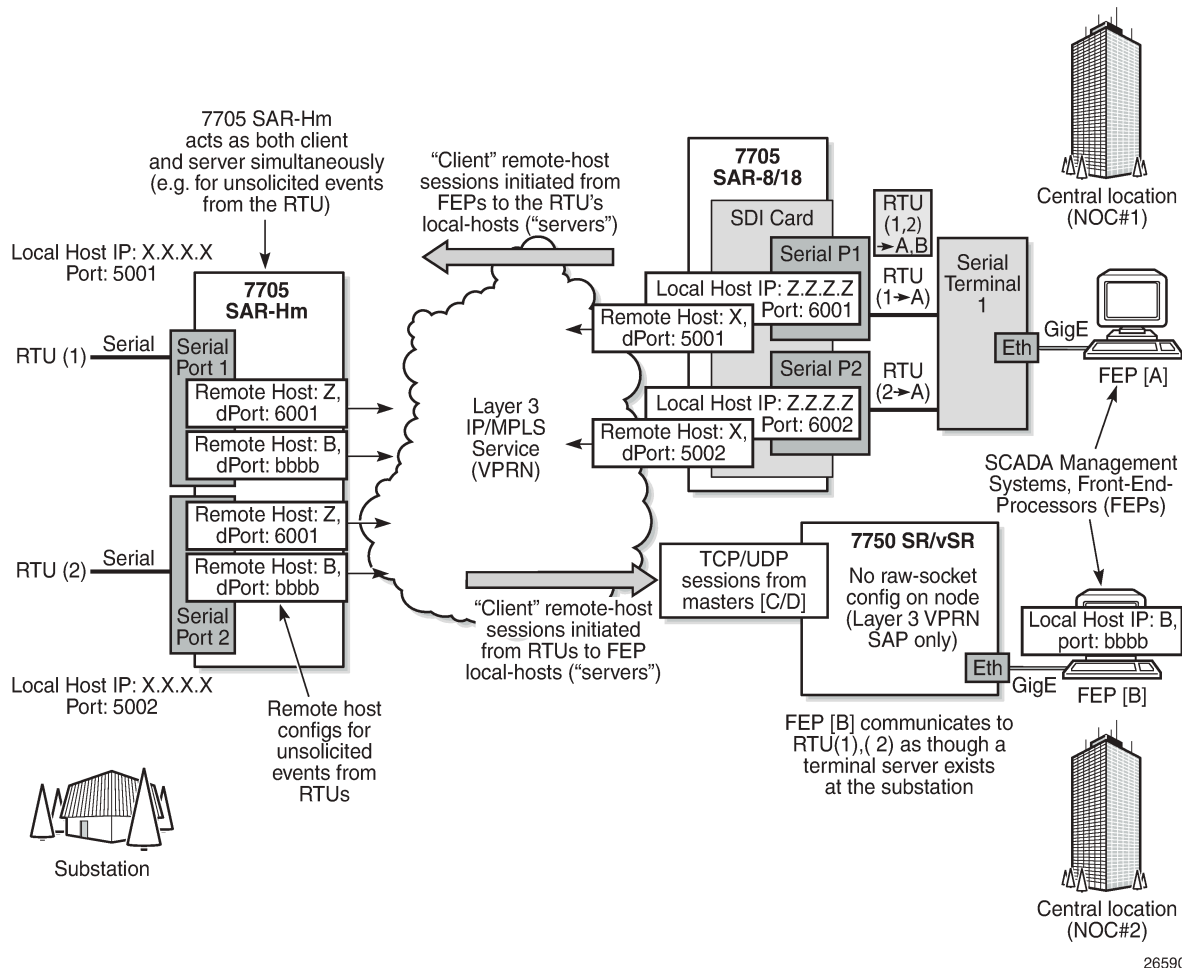 7705 SAR-Hm
acts as both client
and server simultaneously
(e.g. for unsolicited events
from the RTU)
Local Host IP: X.X.X.X
Port: 5001
7705
SAR-Hm
RTU (1)
Serial
Serial
Port 1
Remote Host: Z,
dPort: 6001
Remote Host: B,
dPort: bbbb
RTU (2)
Serial
Remote Host: Z,
dPort: 6001
Remote Host: B,
dPort: bbbb
Serial
Port 2
Local Host IP: X.X.X.X
Port: 5002
Remote host
configs for
unsolicited
events from
RTUs
Substation
“Client” remote-host
sessions initiated from
FEPs to the RTU’s
local-hosts (“servers”)
Layer 3
IP/MPLS
Service
(VPRN)
“Client” remote-host
sessions initiated
from RTUs to FEP
local-hosts (“servers”)
7705
SAR-8/18
SDI Card
Serial P1
Local Host IP: Z.Z.Z.Z
Port: 6001
Remote Host: X,
dPort: 5001
Serial P2
Local Host IP: Z.Z.Z.Z
Port: 6002
Remote Host: X,
dPort: 5002
RTU
(1,2)
➔A,B
RTU
(1➔A)
RTU
(2➔A)
Serial
Terminal
1
Eth
GigE
FEP [A]
Central location
(NOC#1)
SCADA Management
Systems, Front-End-
Processors (FEPs)
TCP/UDP
sessions from
masters [C/D]
7750 SR/vSR
No raw-socket
config on node
(Layer 3 VPRN
SAP only)
Eth
GigE
Local Host IP: B,
port: bbbb
FEP [B]
FEP [B] communicates to
RTU(1),( 2) as though a
terminal server exists
at the substation
Central location
(NOC#2)
26590